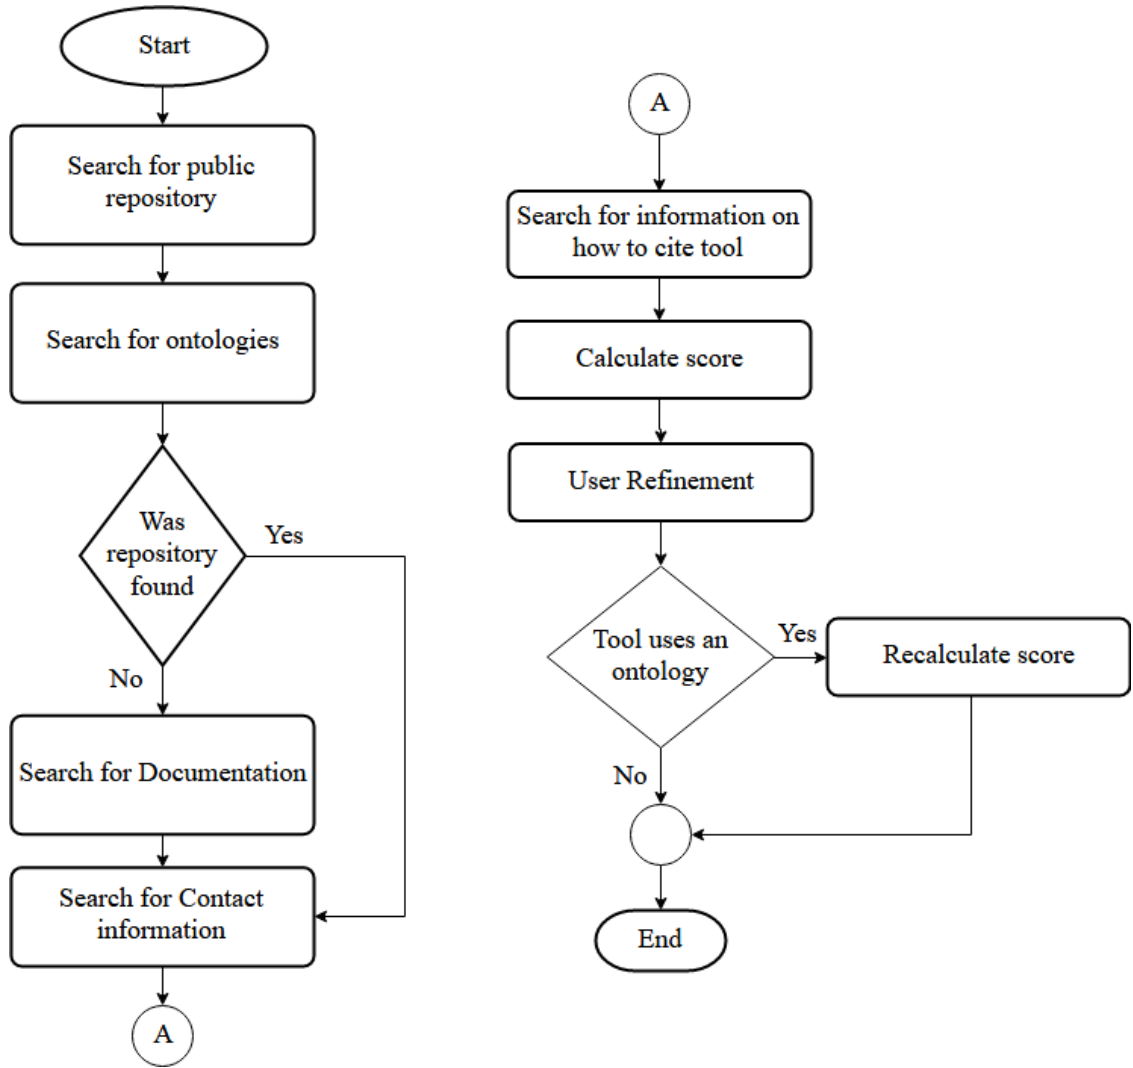 Start
Search for public
repository
Search for ontologies
Was
repository
found
Yes
No
Search for Documentation
Search for Contact
information
A
A
Search for information on
how to cite tool
Calculate score
User Refinement
Tool uses an
ontology
Yes
Recalculate score
No
End